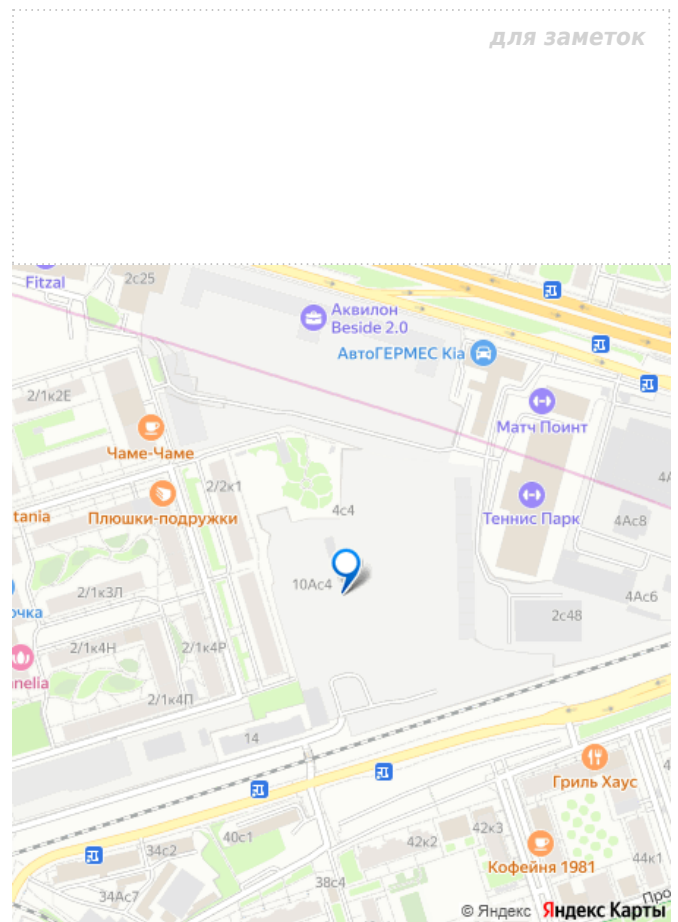 для заметок
Fitzal
2с25
Аквилон
Beside 2.0
АвтоГЕРМЕС Kia
2/1к2Е
Матч Поинт
Чаме-Чаме
2/2к1
tania
Плюшки-подружки
4с4
Теннис Парк
4Ас8
10Ас4
2/1к3Л
4Ас6
очка
2с48
2/1к4Н
2/1к4Р
nelia
2/1к4П
14
Гриль Хаус
40с1
42к2
42к3
34с2
Кофейня 1981
44к1
38с4
34Ас7
Про
© Яндекс Яндекс Карты